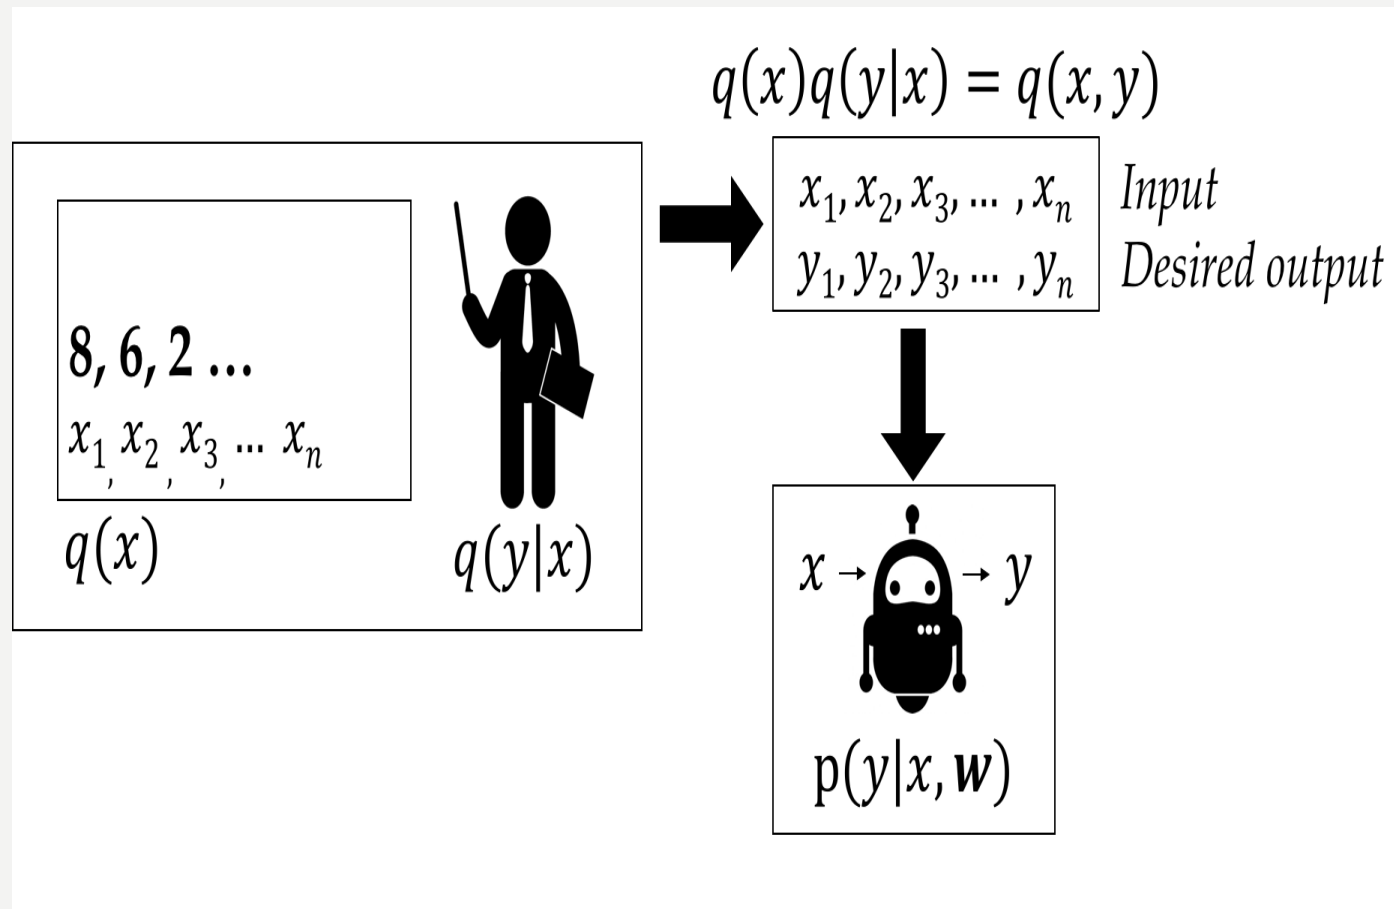 q(x)q(y|x) = q(x, y)
x₁, x₂, x₃, ... , xₙ
Input
y₁, y₂, y₃, ... , yₙ
Desired output
8, 6, 2 ...
x₁, x₂, x₃, ... xₙ
q(x)
q(y|x)
x → → y
p(y|x, w)